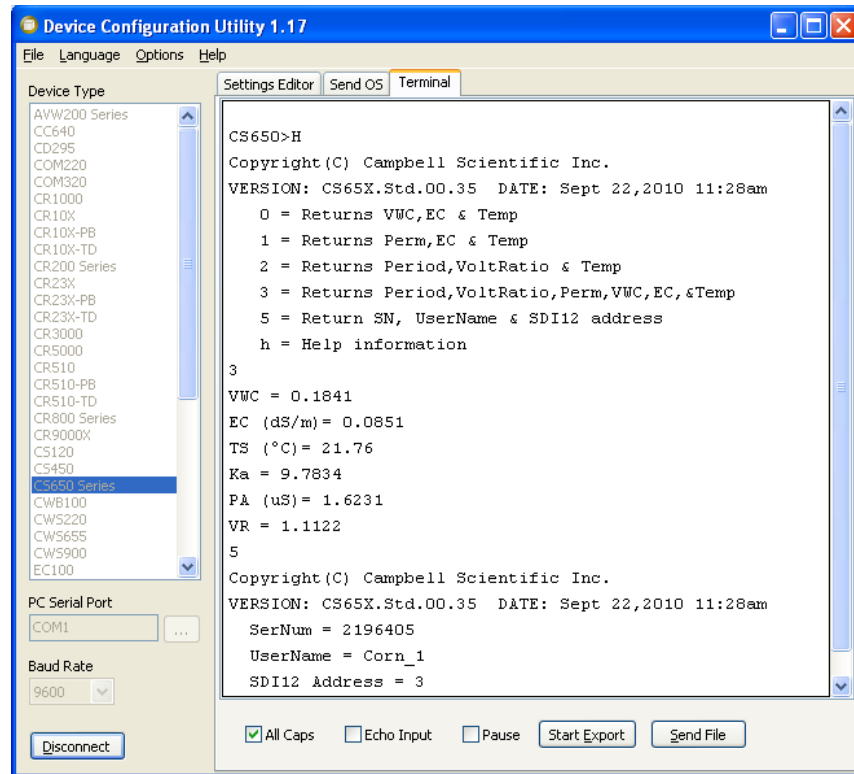 Device Configuration Utility 1.17
File Language Options Help
Device Type
AVW200 Series
CC640
CD295
COM220
COM320
CR1000
CR10X
CR10X-PB
CR10X-TD
CR200 Series
CR23X
CR23X-PB
CR23X-TD
CR3000
CR5000
CR510
CR510-PB
CR510-TD
CR800 Series
CR9000X
CS120
CS450
CS650 Series
CWB100
CWS220
CWS655
CWS900
EC100
PC Serial Port
COM1
...
Baud Rate
9600
Disconnect
Settings Editor Send OS Terminal
CS650>H
Copyright(C) Campbell Scientific Inc.
VERSION: CS65X.Std.00.35 DATE: Sept 22,2010 11:28am
0 = Returns VWC,EC & Temp
1 = Returns Perm,EC & Temp
2 = Returns Period,VoltRatio & Temp
3 = Returns Period,VoltRatio,Perm,VWC,EC,&Temp
5 = Return SN, UserName & SDI12 address
h = Help information
3
VWC = 0.1841
EC (dS/m)= 0.0851
TS (°C)= 21.76
Ka = 9.7834
PA (uS)= 1.6231
VR = 1.1122
5
Copyright(C) Campbell Scientific Inc.
VERSION: CS65X.Std.00.35 DATE: Sept 22,2010 11:28am
SerNum = 2196405
UserName = Corn_1
SDI12 Address = 3
All Caps Echo Input Pause Start Export Send File